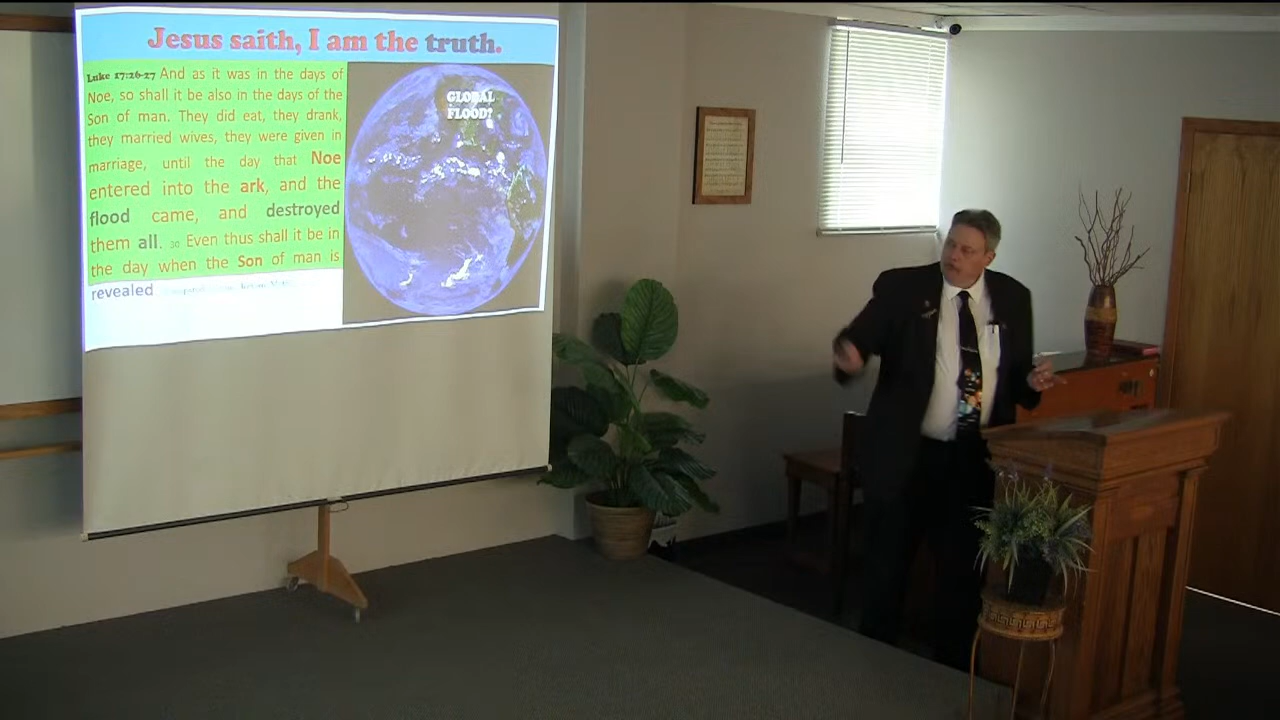 Jesus saith, I am the truth.
Luke 17:26-27 And as it was in the days of
Noe, so shall it be also in the days of the
Son of man. They did eat, they drank,
they married wives, they were given in
marriage, until the day that Noe
entered into the ark, and the
flood came, and destroyed
them all. 30 Even thus shall it be in
the day when the Son of man is
revealed
GLOBAL
FLOOD?